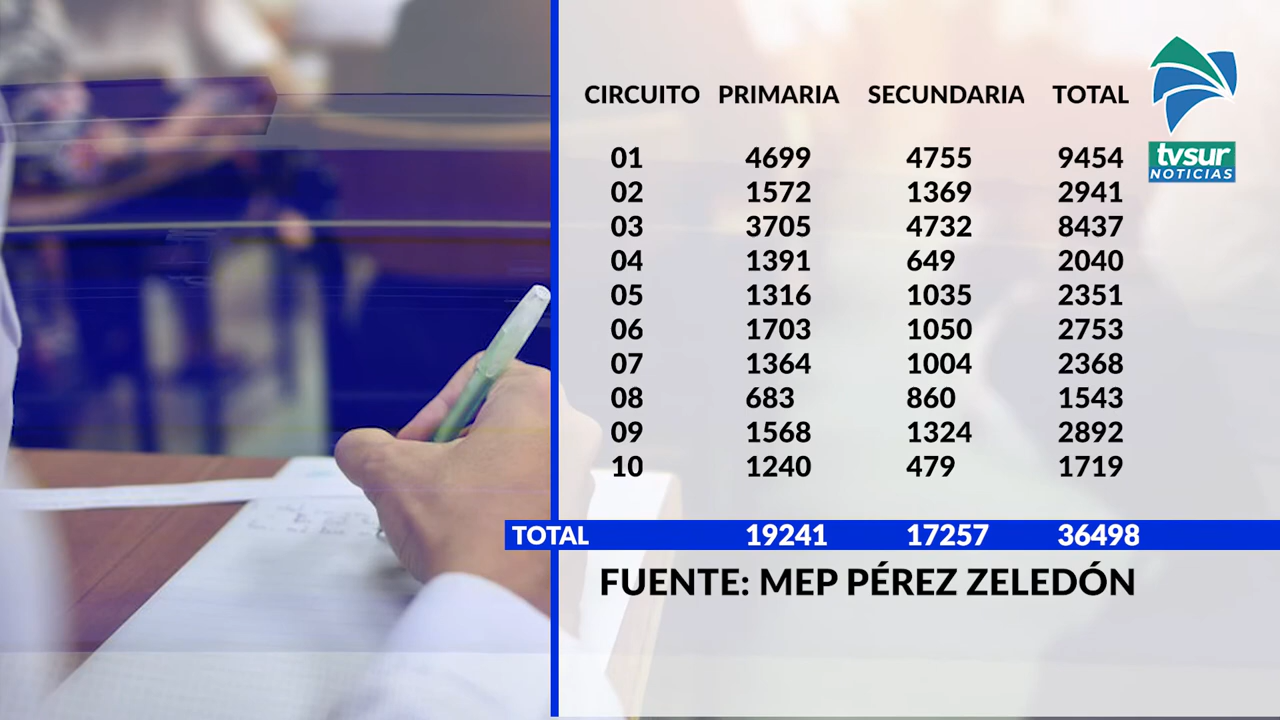 CIRCUITO PRIMARIA SECUNDARIA TOTAL
01 4699 4755 9454
02 1572 1369 2941
03 3705 4732 8437
04 1391 649 2040
05 1316 1035 2351
06 1703 1050 2753
07 1364 1004 2368
08 683 860 1543
09 1568 1324 2892
10 1240 479 1719
TOTAL 19241 17257 36498
FUENTE: MEP PÉREZ ZELEDÓN
tvsur
NOTICIAS